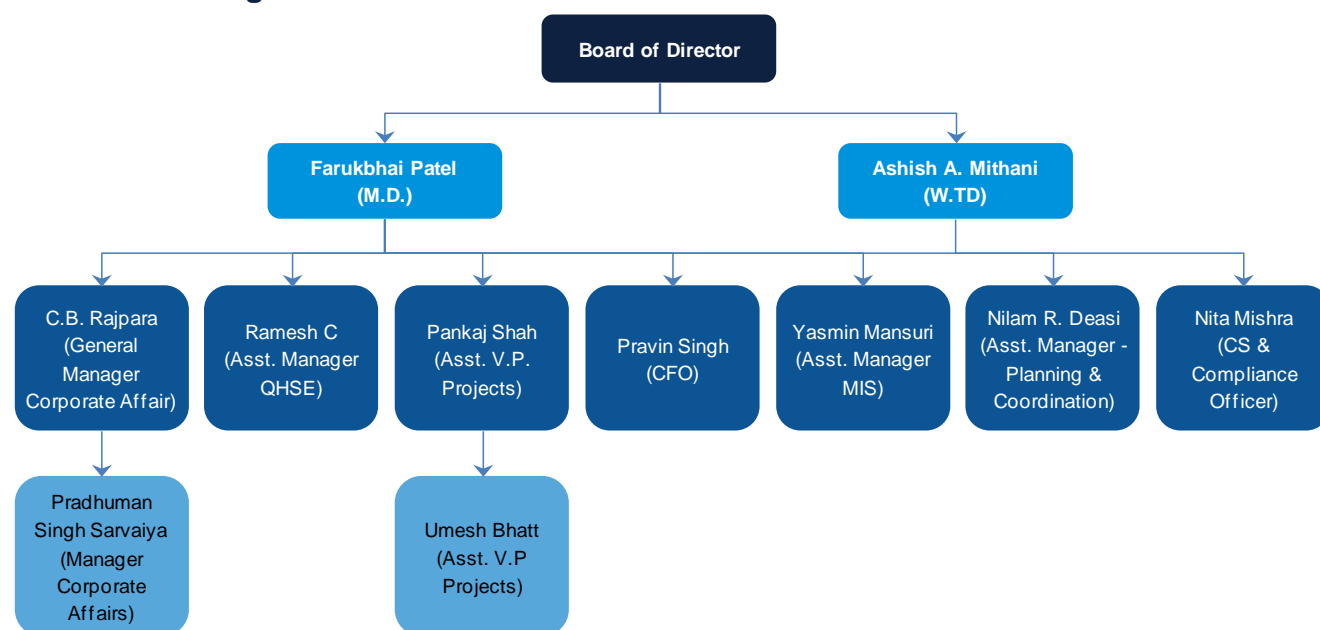 Board of Director
Farukbhai Patel
(M.D.)
Ashish A. Mithani
(W.TD)
C.B. Rajpara
(General
Manager
Corporate Affair)
Ramesh C
(Asst. Manager
QHSE)
Pankaj Shah
(Asst. V.P.
Projects)
Pravin Singh
(CFO)
Yasmin Mansuri
(Asst. Manager
MIS)
Nilam R. Deasi
(Asst. Manager -
Planning &
Coordination)
Nita Mishra
(CS &
Compliance
Officer)
Pradhuman
Singh Sarvaiya
(Manager
Corporate
Affairs)
Umesh Bhatt
(Asst. V.P
Projects)